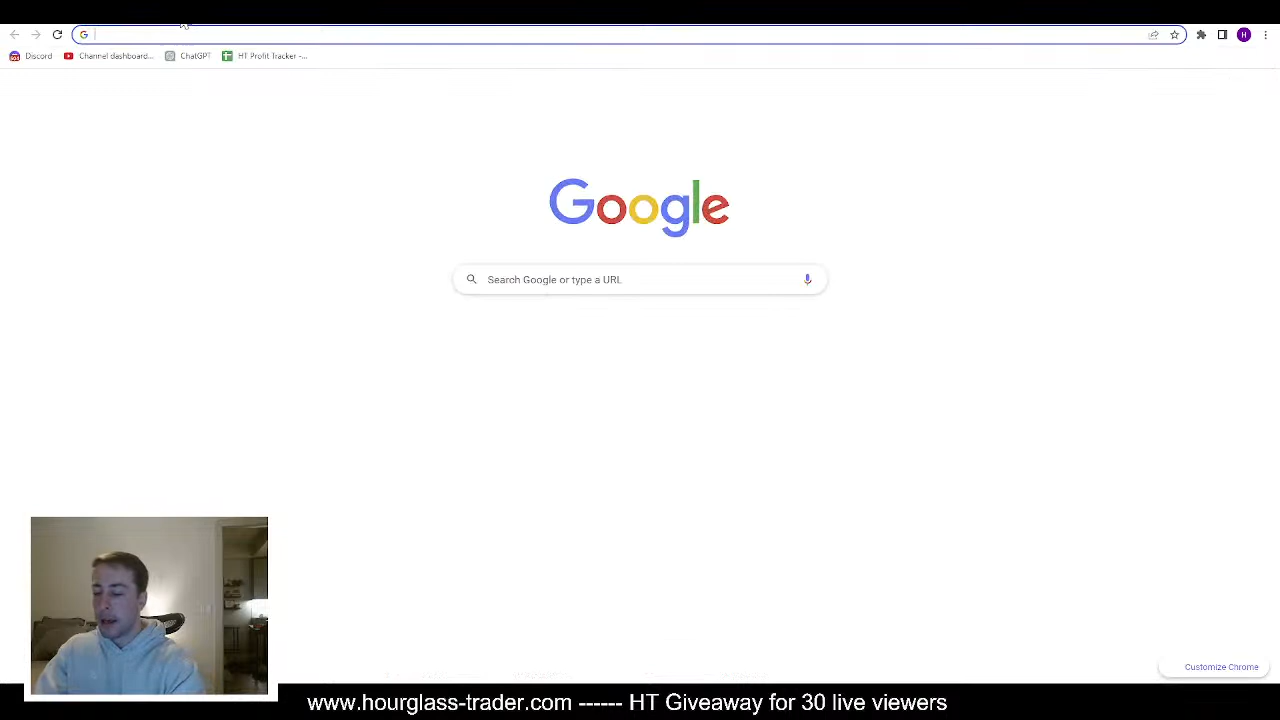 Discord
Channel dashboard...
ChatGPT
HT Profit Tracker -...
H
Google
Search Google or type a URL
Customize Chrome
www.hourglass-trader.com ------ HT Giveaway for 30 live viewers